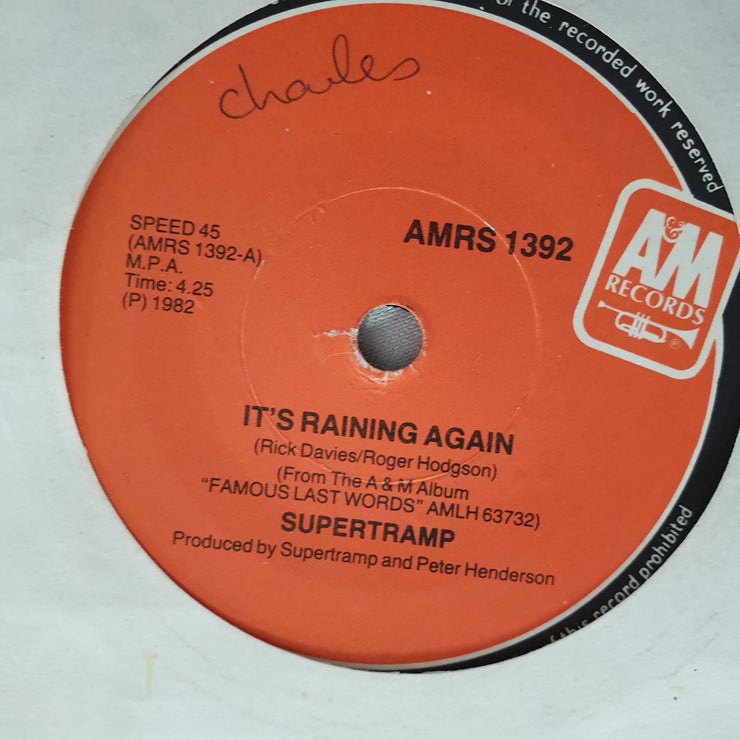 of the recorded work reserved
charles
A&M
RECORDS
®
SPEED 45
(AMRS 1392-A)
M.P.A.
Time: 4.25
(P) 1982
AMRS 1392
IT'S RAINING AGAIN
(Rick Davies/Roger Hodgson)
(From The A & M Album
"FAMOUS LAST WORDS" AMLH 63732)
SUPERTRAMP
Produced by Supertramp and Peter Henderson
this record prohibited